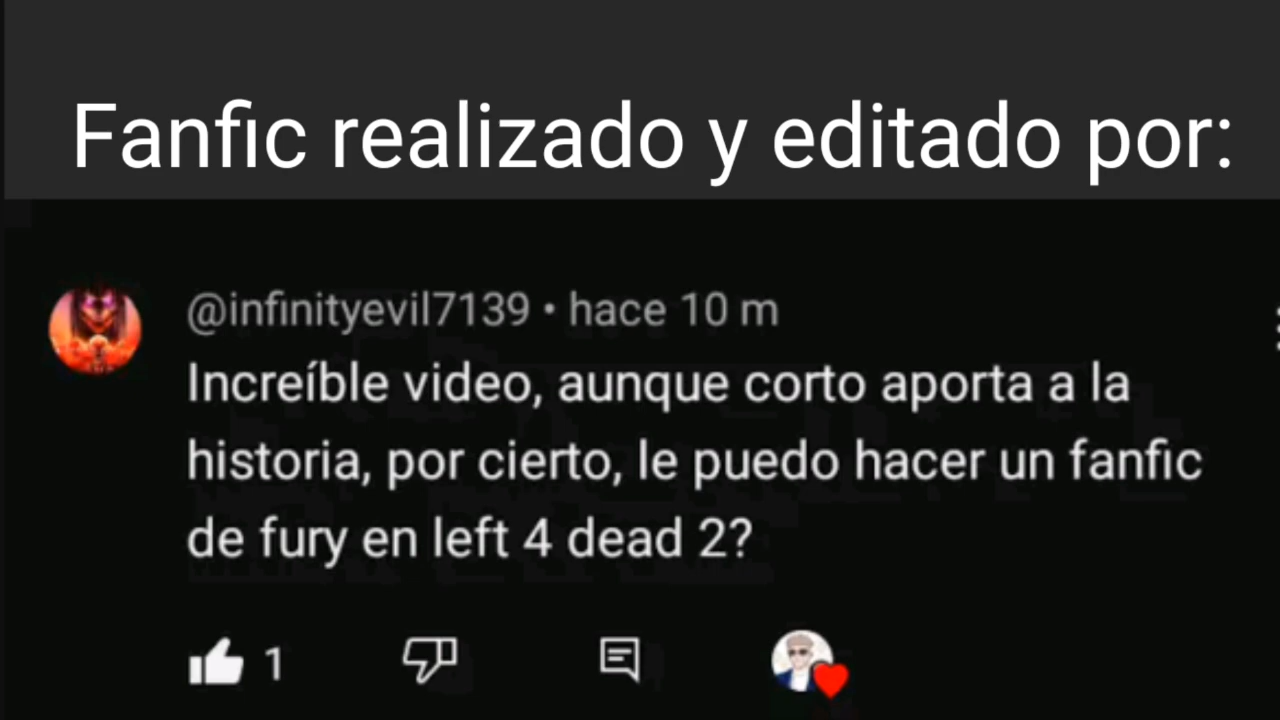 Fanfic realizado y editado por:
@infinityevil7139 • hace 10 m
Increíble video, aunque corto aporta a la
historia, por cierto, le puedo hacer un fanfic
de fury en left 4 dead 2?
1